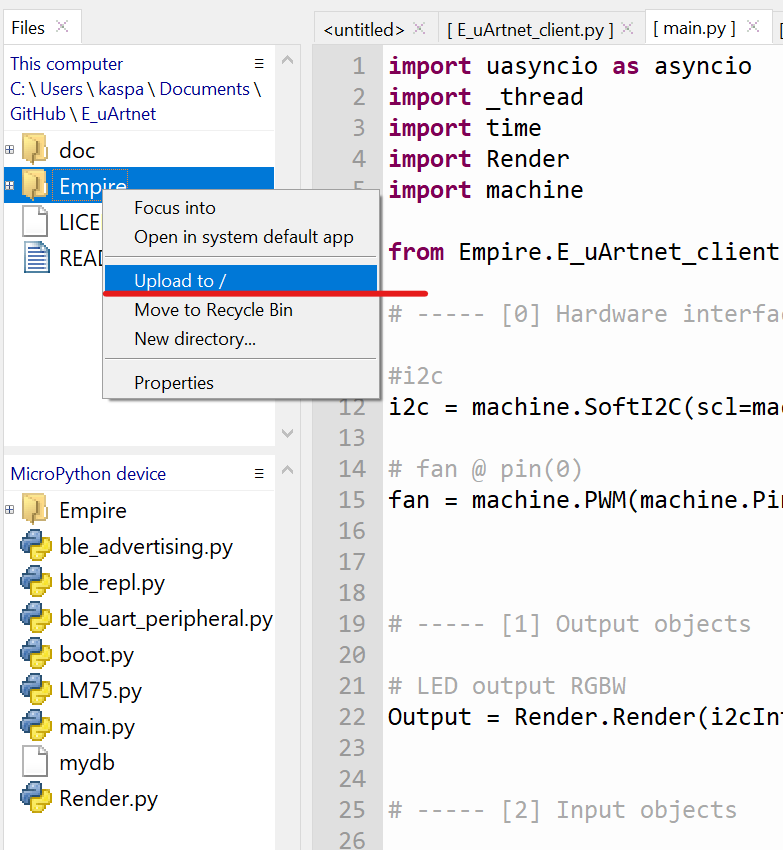 Files
This computer
C: \ Users \ kaspa \ Documents \
GitHub \ E_uArtnet
doc
Empire
LICE
READ
Focus into
Open in system default app
Upload to /
Move to Recycle Bin
New directory...
Properties
MicroPython device
Empire
ble_advertising.py
ble_repl.py
ble_uart_peripheral.py
boot.py
LM75.py
main.py
mydb
Render.py
<untitled>
[ E_uArtnet_client.py ]
[ main.py ]
[
1 import uasyncio as asyncio
2 import _thread
3 import time
4 import Render
5 import machine
from Empire.E_uArtnet_client
# ----- [0] Hardware interfa
#i2c
12 i2c = machine.SoftI2C(scl=mac
13
14 # fan @ pin(0)
15 fan = machine.PWM(machine.Pin
16
17
18
19 # ----- [1] Output objects
20
21 # LED output RGBW
22 Output = Render.Render(i2cInt
23
24
25 # ----- [2] Input objects
26